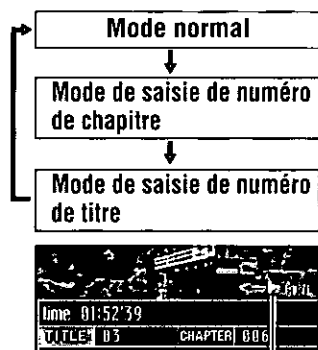 Mode normal
Mode de saisie de numéro
de chapitre
Mode de saisie de numéro
de titre
time 01:52'39
TITLE 03 CHAPTER 006